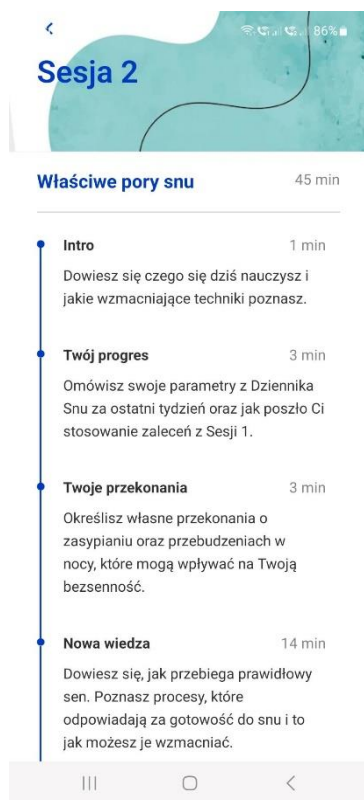 86%
Sesja 2
Właściwe pory snu 45 min
Intro 1 min
Dowiesz się czego się dziś nauczysz i
jakie wzmacniające techniki poznasz.
Twój progres 3 min
Omówisz swoje parametry z Dziennika
Snu za ostatni tydzień oraz jak poszło Ci
stosowanie zaleceń z Sesji 1.
Twoje przekonania 3 min
Określisz własne przekonania o
zasypianiu oraz przebudzeniach w
nocy, które mogą wpływać na Twoją
bezsenność.
Nowa wiedza 14 min
Dowiesz się, jak przebiega prawidłowy
sen. Poznasz procesy, które
odpowiadają za gotowość do snu i to
jak możesz je wzmacniać.